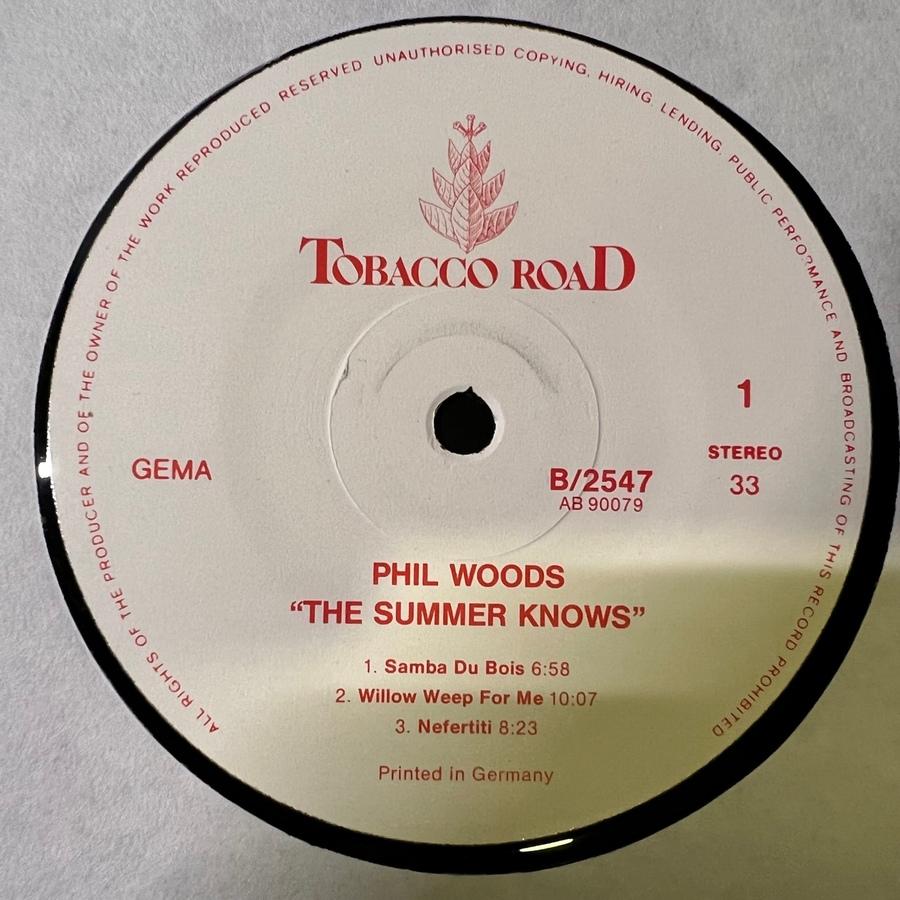 ALL RIGHTS OF THE PRODUCER AND OF THE OWNER OF THE WORK REPRODUCED RESERVED UNAUTHORISED COPYING, HIRING, LENDING, PUBLIC PERFORMANCE AND BROADCASTING OF THIS RECORD PROHIBITED
TOBACCO ROAD
1
STEREO
33
GEMA
B/2547
AB 90079
PHIL WOODS
“THE SUMMER KNOWS”
1. Samba Du Bois 6:58
2. Willow Weep For Me 10:07
3. Nefertiti 8:23
Printed in Germany